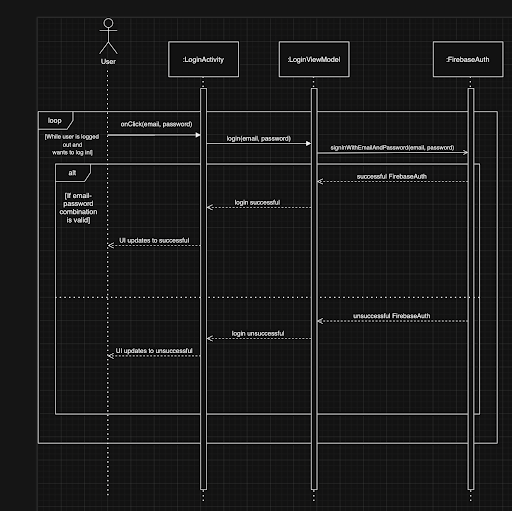 User
:LoginActivity
:LoginViewModel
:FirebaseAuth
loop
[While user is logged
out and
wants to log in]
onClick(email, password)
login(email, password)
signInWithEmailAndPassword(email, password)
alt
[If email-
password
combination
is valid]
successful FirebaseAuth
login successful
UI updates to successful
unsuccessful FirebaseAuth
login unsuccessful
UI updates to unsuccessful